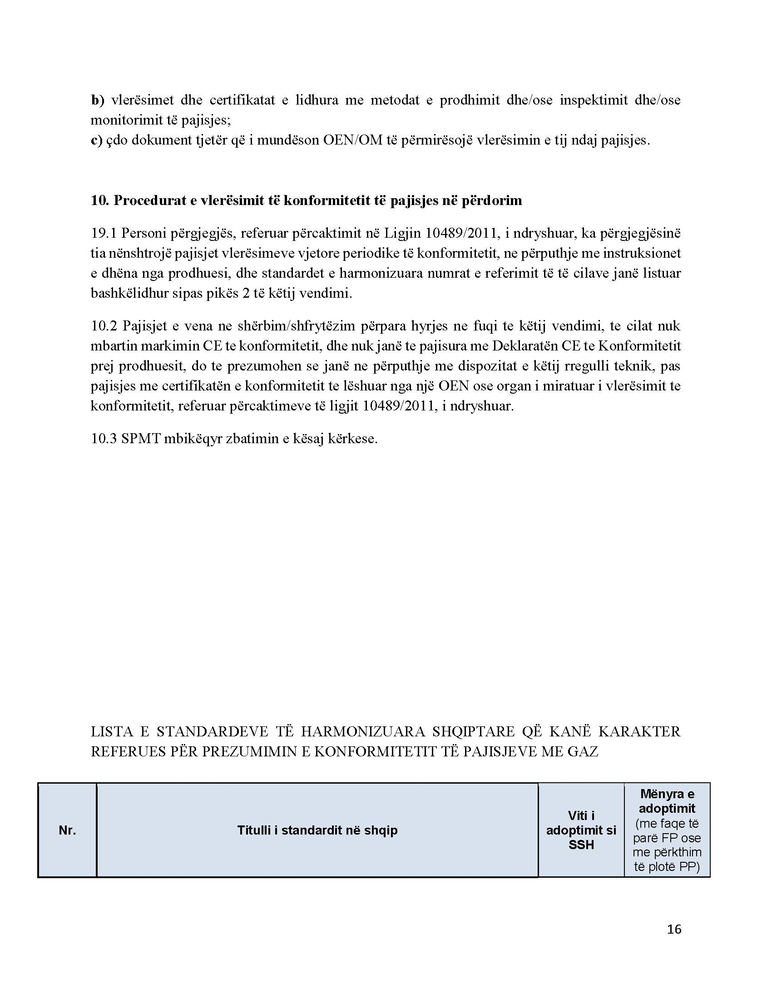 b) vlerësimet dhe certifikatat e lidhura me metodat e prodhimit dhe/ose inspektimit dhe/ose
monitorimit të pajisjes;
c) çdo dokument tjetër që i mundëson OEN/OM të përmirësojë vlerësimin e tij ndaj pajisjes.
10. Procedurat e vlerësimit të konformitetit të pajisjes në përdorim
19.1 Personi përgjegjës, referuar përcaktimit në Ligjin 10489/2011, i ndryshuar, ka përgjegjësinë
tia nënshtrojë pajisjet vlerësimeve vjetore periodike të konformitetit, ne përputhje me instruksionet
e dhëna nga prodhuesi, dhe standardet e harmonizuara numrat e referimit të të cilave janë listuar
bashkëlidhur sipas pikës 2 të këtij vendimi.
10.2 Pajisjet e vena ne shërbim/shfrytëzim përpara hyrjes ne fuqi te këtij vendimi, te cilat nuk
mbartin markimin CE te konformitetit, dhe nuk janë te pajisura me Deklaratën CE te Konformitetit
prej prodhuesit, do te prezumohen se janë ne përputhje me dispozitat e këtij rregulli teknik, pas
pajisjes me certifikatën e konformitetit te lëshuar nga një OEN ose organ i miratuar i vlerësimit te
konformitetit, referuar përcaktimeve të ligjit 10489/2011, i ndryshuar.
10.3 SPMT mbikëqyr zbatimin e kësaj kërkese.
LISTA E STANDARDEVE TË HARMONIZUARA SHQIPTARE QË KANË KARAKTER
REFERUES PËR PREZUMIMIN E KONFORMITETIT TË PAJISJEVE ME GAZ
Nr.
Titulli i standardit në shqip
Viti i
adoptimit si
SSH
Mënyra e
adoptimit
(me faqe të
parë FP ose
me përkthim
të plotë PP)
16